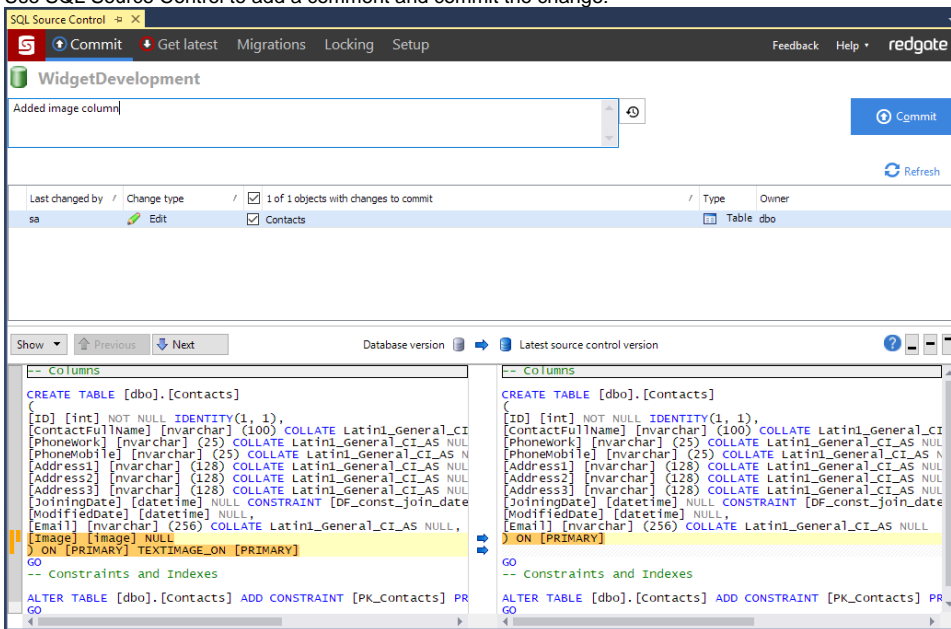 SQL Source Control
Commit Get latest Migrations Locking Setup Feedback Help redgate
WidgetDevelopment
Added image column
Commit
Refresh
Last changed by / Change type / 1 of 1 objects with changes to commit / Type Owner
sa Edit Contacts Table dbo
Show Previous Next Database version Latest source control version
-- Columns
CREATE TABLE [dbo].[Contacts]
(
[ID] [int] NOT NULL IDENTITY(1, 1),
[ContactFullName] [nvarchar] (100) COLLATE Latin1_General_CI
[PhoneWork] [nvarchar] (25) COLLATE Latin1_General_CI_AS NUL
[PhoneMobile] [nvarchar] (25) COLLATE Latin1_General_CI_AS N
[Address1] [nvarchar] (128) COLLATE Latin1_General_CI_AS NUL
[Address2] [nvarchar] (128) COLLATE Latin1_General_CI_AS NUL
[Address3] [nvarchar] (128) COLLATE Latin1_General_CI_AS NUL
[JoiningDate] [datetime] NULL CONSTRAINT [DF_const_join_date
[ModifiedDate] [datetime] NULL,
[Email] [nvarchar] (256) COLLATE Latin1_General_CI_AS NULL,
[Image] [image] NULL
) ON [PRIMARY] TEXTIMAGE_ON [PRIMARY]
GO
-- Constraints and Indexes
ALTER TABLE [dbo].[Contacts] ADD CONSTRAINT [PK_Contacts] PR
GO
-- Columns
CREATE TABLE [dbo].[Contacts]
(
[ID] [int] NOT NULL IDENTITY(1, 1),
[ContactFullName] [nvarchar] (100) COLLATE Latin1_General_CI
[PhoneWork] [nvarchar] (25) COLLATE Latin1_General_CI_AS NUL
[PhoneMobile] [nvarchar] (25) COLLATE Latin1_General_CI_AS N
[Address1] [nvarchar] (128) COLLATE Latin1_General_CI_AS NUL
[Address2] [nvarchar] (128) COLLATE Latin1_General_CI_AS NUL
[Address3] [nvarchar] (128) COLLATE Latin1_General_CI_AS NUL
[JoiningDate] [datetime] NULL CONSTRAINT [DF_const_join_date
[ModifiedDate] [datetime] NULL,
[Email] [nvarchar] (256) COLLATE Latin1_General_CI_AS NULL
) ON [PRIMARY]
GO
-- Constraints and Indexes
ALTER TABLE [dbo].[Contacts] ADD CONSTRAINT [PK_Contacts] PR
GO